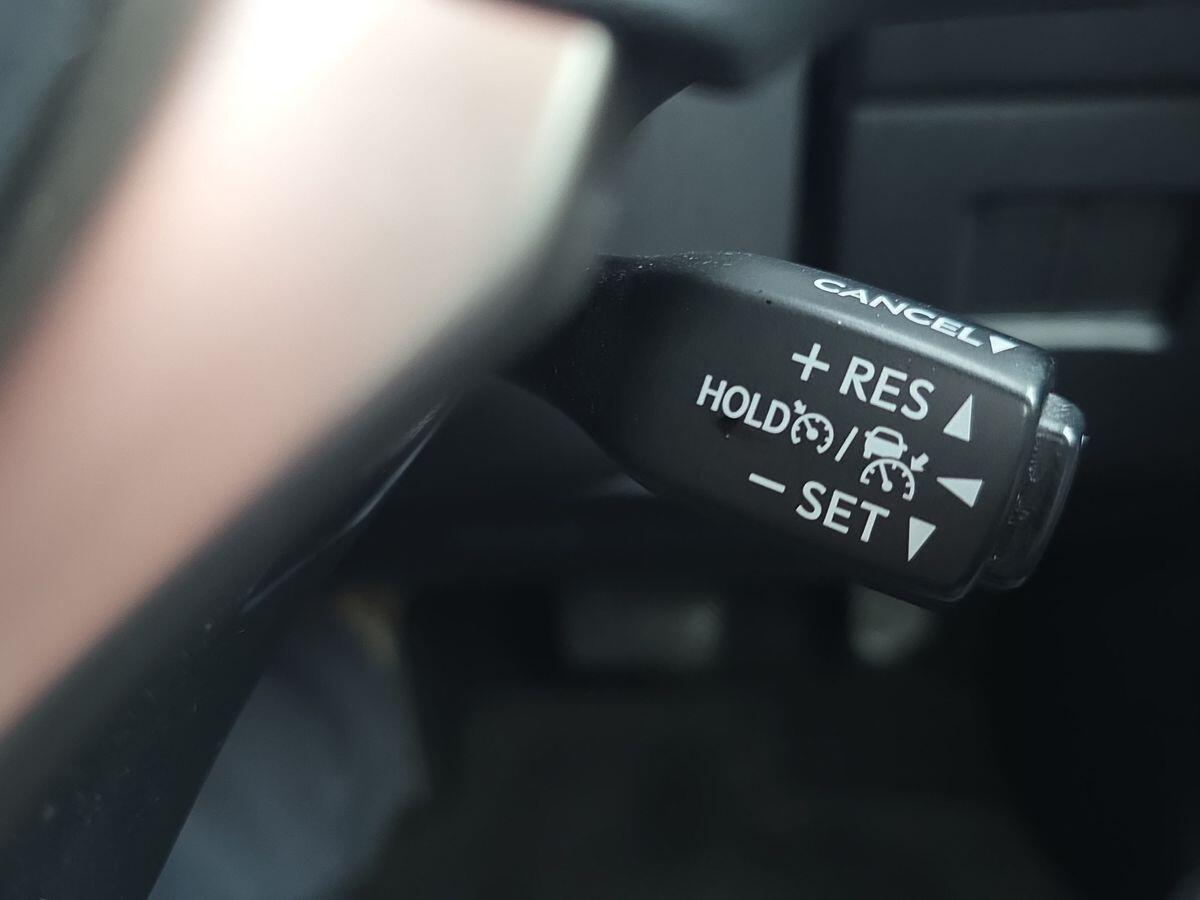 CANCEL
+ RES
HOLD /
− SET